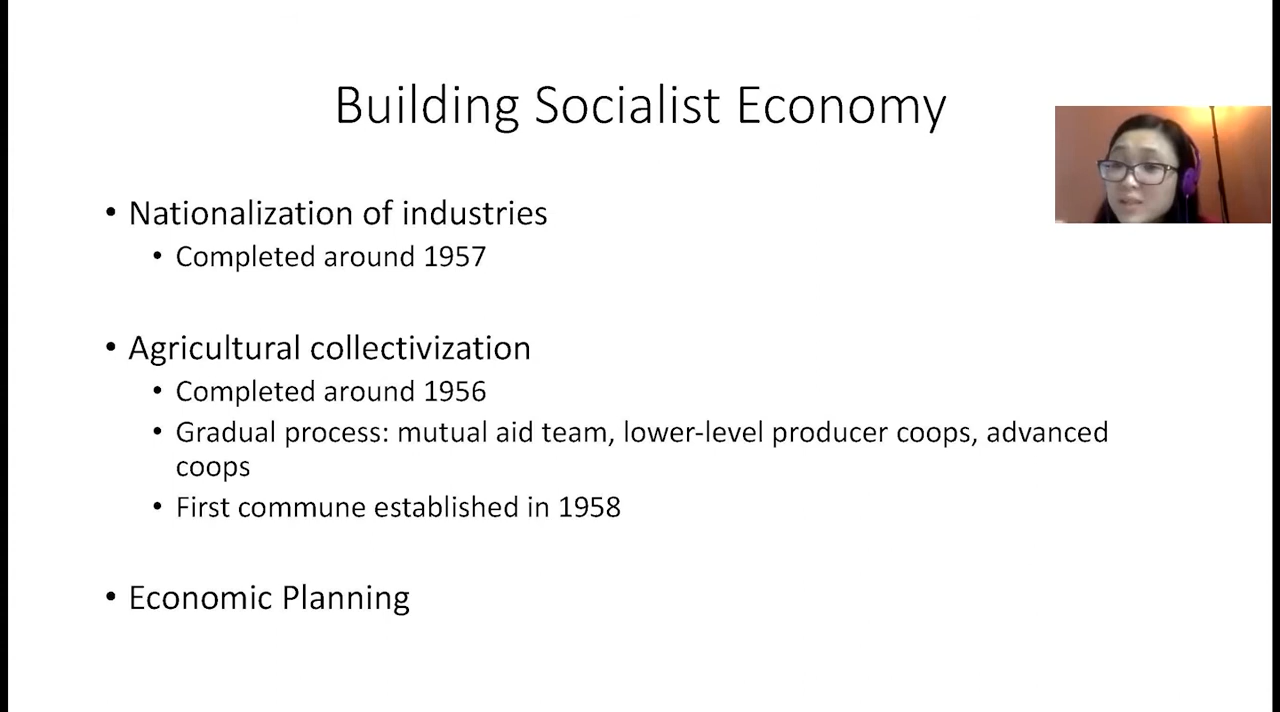 Building Socialist Economy
• Nationalization of industries
• Completed around 1957
• Agricultural collectivization
• Completed around 1956
• Gradual process: mutual aid team, lower-level producer coops, advanced
coops
• First commune established in 1958
• Economic Planning